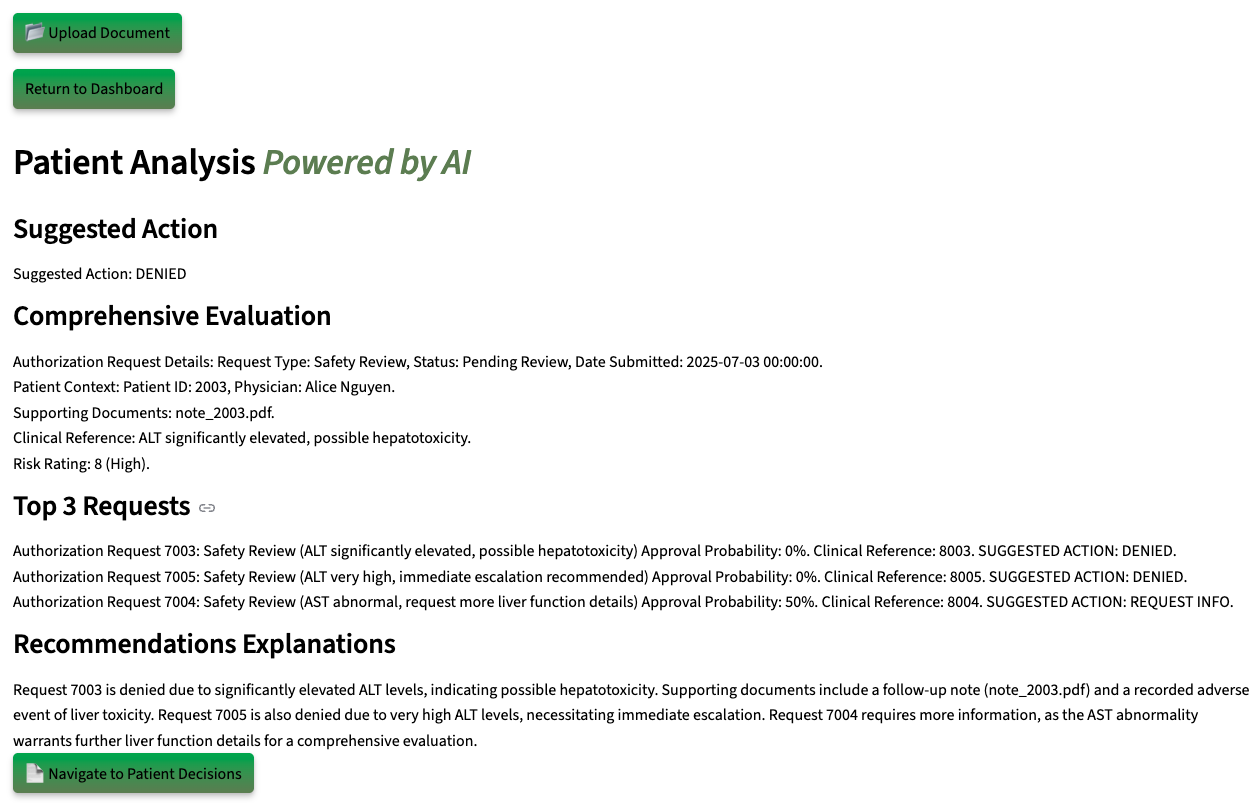 Upload Document
Return to Dashboard
Patient Analysis Powered by AI
Suggested Action
Suggested Action: DENIED
Comprehensive Evaluation
Authorization Request Details: Request Type: Safety Review, Status: Pending Review, Date Submitted: 2025-07-03 00:00:00.
Patient Context: Patient ID: 2003, Physician: Alice Nguyen.
Supporting Documents: note_2003.pdf.
Clinical Reference: ALT significantly elevated, possible hepatotoxicity.
Risk Rating: 8 (High).
Top 3 Requests
Authorization Request 7003: Safety Review (ALT significantly elevated, possible hepatotoxicity) Approval Probability: 0%. Clinical Reference: 8003. SUGGESTED ACTION: DENIED.
Authorization Request 7005: Safety Review (ALT very high, immediate escalation recommended) Approval Probability: 0%. Clinical Reference: 8005. SUGGESTED ACTION: DENIED.
Authorization Request 7004: Safety Review (AST abnormal, request more liver function details) Approval Probability: 50%. Clinical Reference: 8004. SUGGESTED ACTION: REQUEST INFO.
Recommendations Explanations
Request 7003 is denied due to significantly elevated ALT levels, indicating possible hepatotoxicity. Supporting documents include a follow-up note (note_2003.pdf) and a recorded adverse
event of liver toxicity. Request 7005 is also denied due to very high ALT levels, necessitating immediate escalation. Request 7004 requires more information, as the AST abnormality
warrants further liver function details for a comprehensive evaluation.
Navigate to Patient Decisions